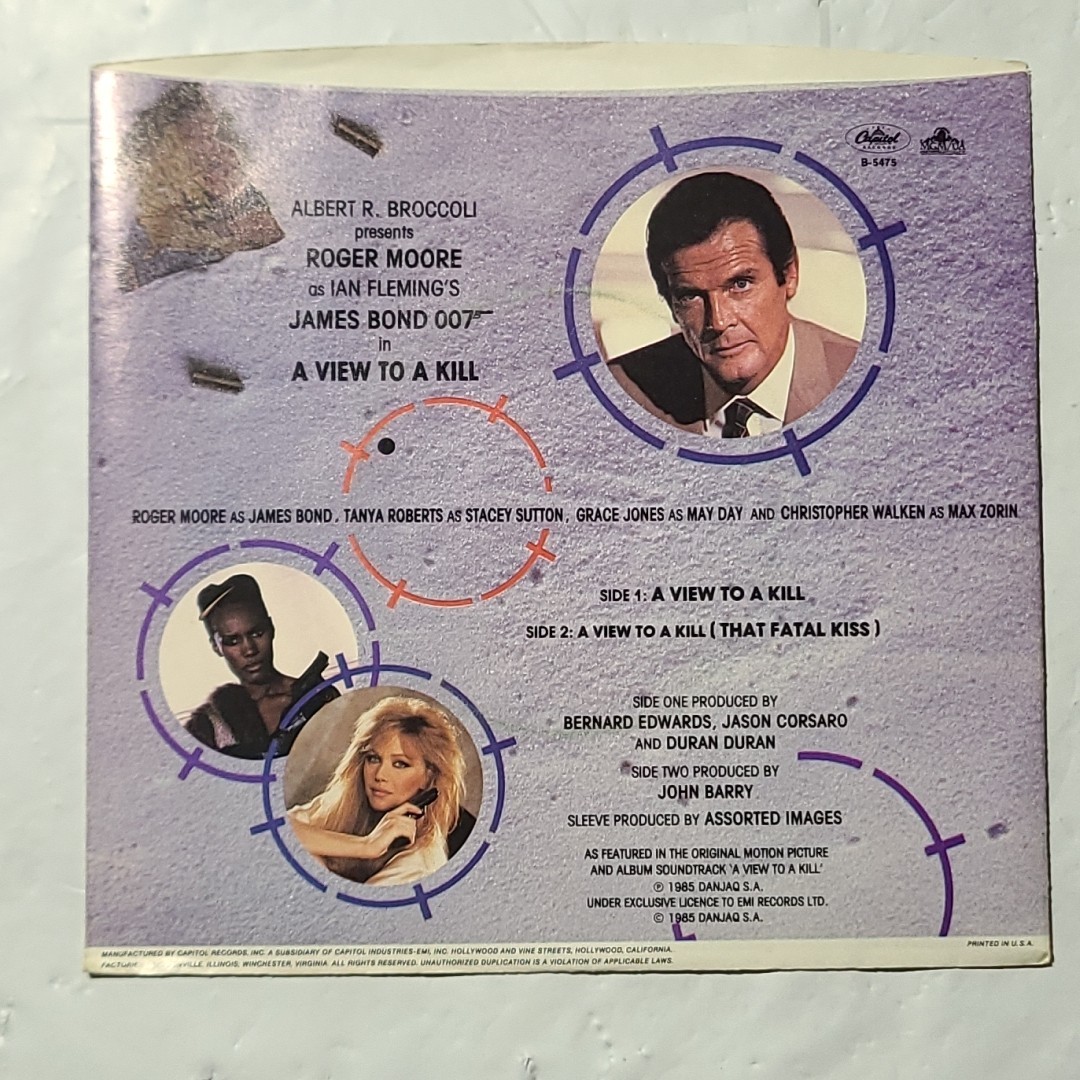 Capitol
RECORDS
MGM/UA
B-5475
ALBERT R. BROCCOLI
presents
ROGER MOORE
as IAN FLEMING'S
JAMES BOND 007
in
A VIEW TO A KILL
ROGER MOORE AS JAMES BOND. TANYA ROBERTS AS STACEY SUTTON, GRACE JONES AS MAY DAY AND CHRISTOPHER WALKEN AS MAX ZORIN
SIDE 1: A VIEW TO A KILL
SIDE 2: A VIEW TO A KILL ( THAT FATAL KISS )
SIDE ONE PRODUCED BY
BERNARD EDWARDS, JASON CORSARO
AND DURAN DURAN
SIDE TWO PRODUCED BY
JOHN BARRY
SLEEVE PRODUCED BY ASSORTED IMAGES
AS FEATURED IN THE ORIGINAL MOTION PICTURE
AND ALBUM SOUNDTRACK 'A VIEW TO A KILL'
℗ 1985 DANJAQ S.A.
UNDER EXCLUSIVE LICENCE TO EMI RECORDS LTD.
© 1985 DANJAQ S.A.
MANUFACTURED BY CAPITOL RECORDS, INC. A SUBSIDIARY OF CAPITOL INDUSTRIES-EMI, INC. HOLLYWOOD AND VINE STREETS, HOLLYWOOD, CALIFORNIA.
ILLINOIS; WINCHESTER, VIRGINIA. ALL RIGHTS RESERVED. UNAUTHORIZED DUPLICATION IS A VIOLATION OF APPLICABLE LAWS.
PRINTED IN U.S.A.